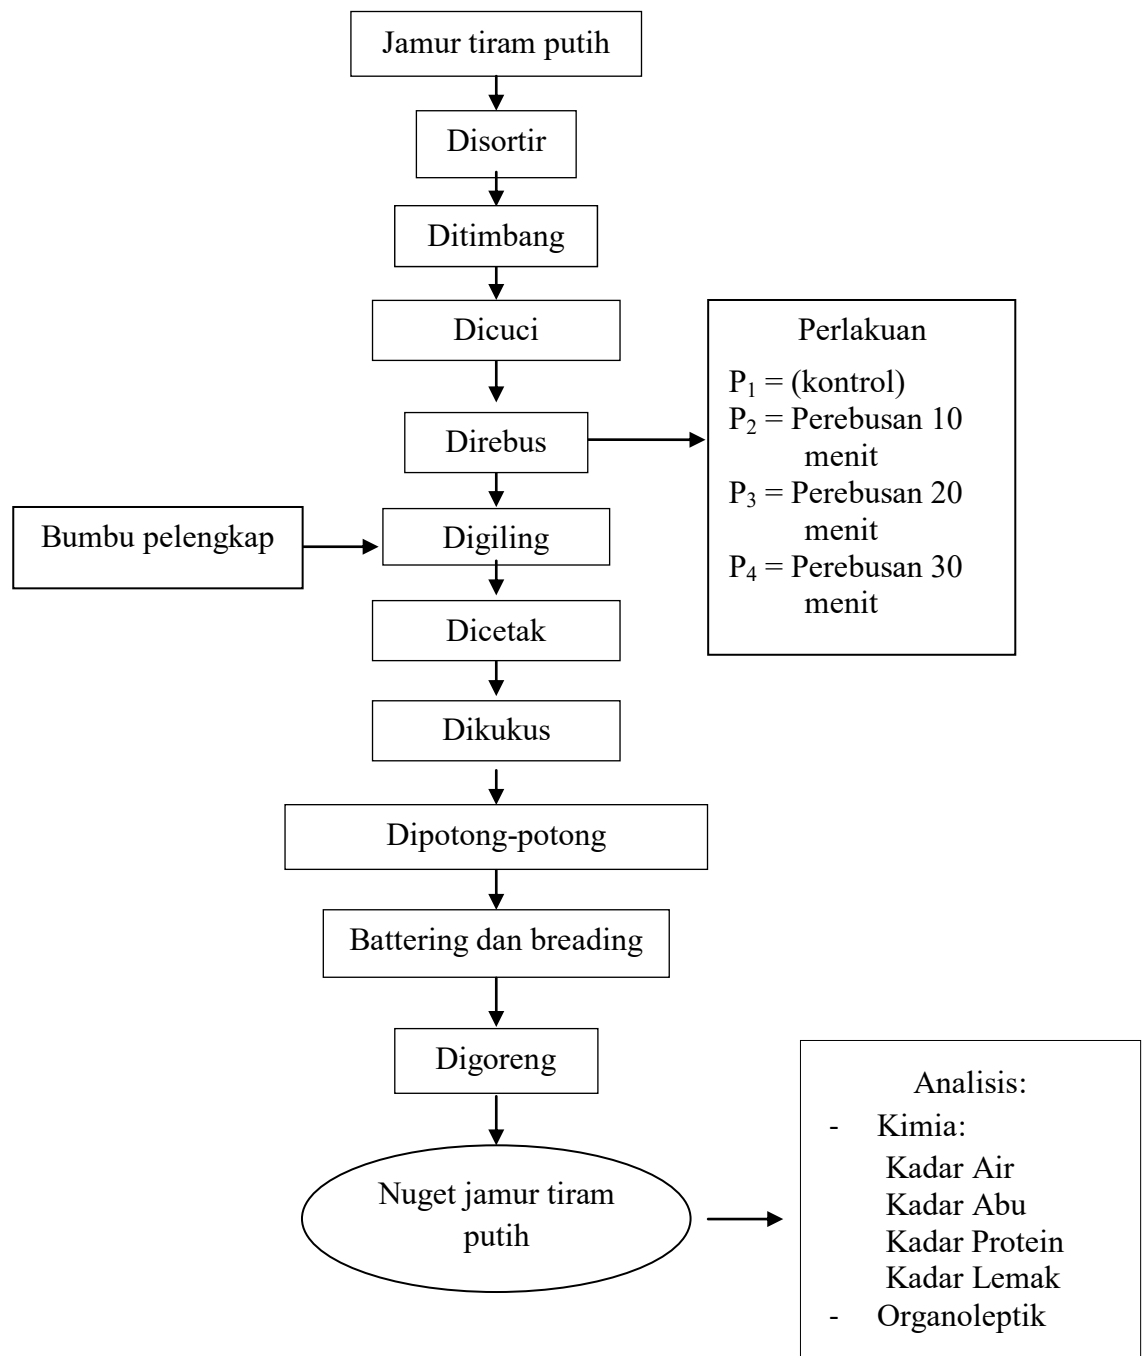 Jamur tiram putih
Disortir
Ditimbang
Dicuci
Direbus
Perlakuan
P₁ = (kontrol)
P₂ = Perebusan 10
menit
P₃ = Perebusan 20
menit
P₄ = Perebusan 30
menit
Bumbu pelengkap
Digiling
Dicetak
Dikukus
Dipotong-potong
Battering dan breading
Digoreng
Nuget jamur tiram
putih
Analisis:
- Kimia:
Kadar Air
Kadar Abu
Kadar Protein
Kadar Lemak
- Organoleptik